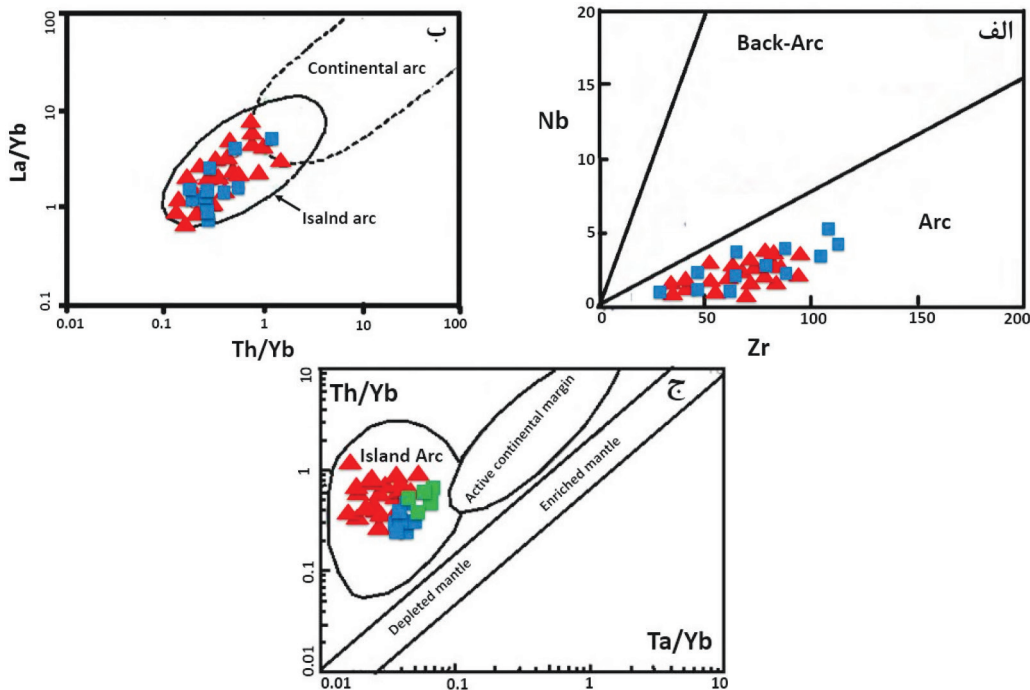 ب
Continental arc
Isalnd arc
La/Yb
100
10
1
0.1
0.01
0.1
1
10
100
Th/Yb
الف
Back-Arc
Arc
Nb
20
15
10
5
0
0
50
100
150
200
Zr
ج
Th/Yb
Island Arc
Active continental margin
Enriched mantle
Depleted mantle
10
1
0.1
0.01
0.01
0.1
1
10
Ta/Yb